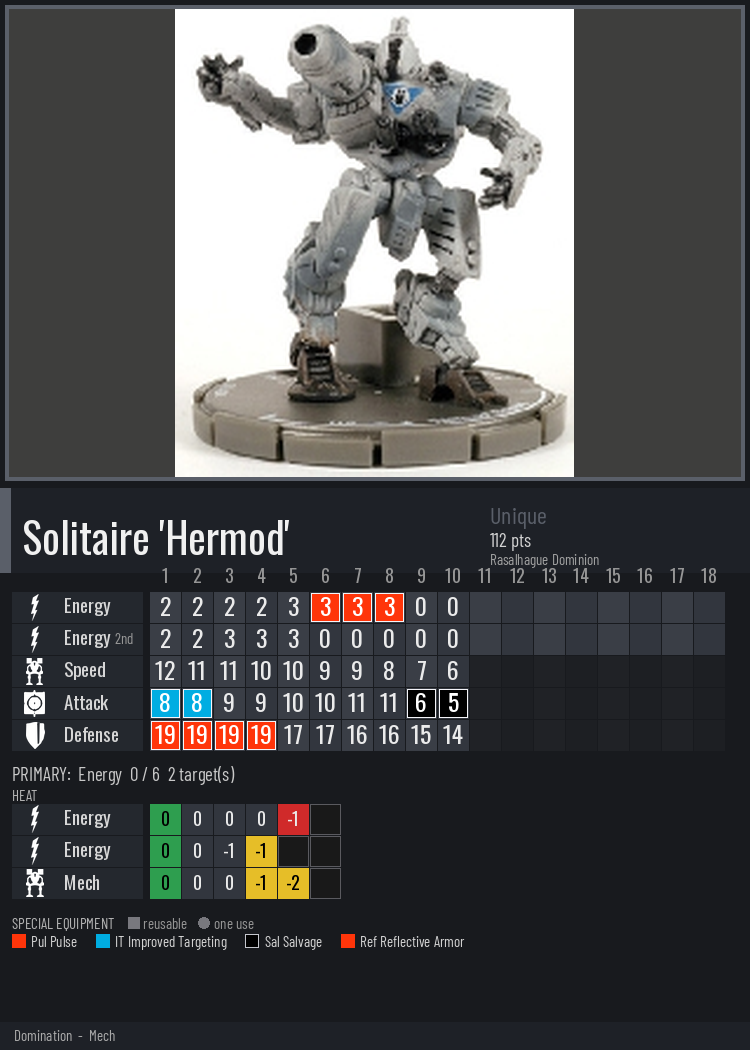 Solitaire 'Hermod'
Unique
112 pts
Rasalhague Dominion
1 2 3 4 5 6 7 8 9 10 11 12 13 14 15 16 17 18
Energy 2 2 2 2 3 3 3 3 0 0
Energy 2nd 2 2 3 3 3 0 0 0 0 0
Speed 12 11 11 10 10 9 9 8 7 6
Attack 8 8 9 9 10 10 11 11 6 5
Defense 19 19 19 19 17 17 16 16 15 14
PRIMARY: Energy 0 / 6 2 target(s)
HEAT
Energy 0 0 0 0 -1
Energy 0 0 -1 -1
Mech 0 0 0 -1 -2
SPECIAL EQUIPMENT reusable one use
Pul Pulse IT Improved Targeting Sal Salvage Ref Reflective Armor
Domination - Mech